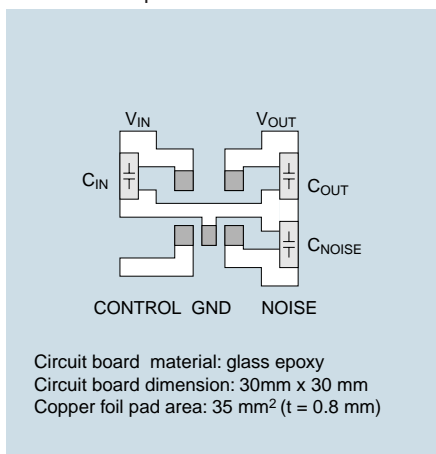 VIN VOUT
CIN COUT
CNOISE
CONTROL GND NOISE
Circuit board material: glass epoxy
Circuit board dimension: 30mm x 30 mm
Copper foil pad area: 35 mm² (t = 0.8 mm)